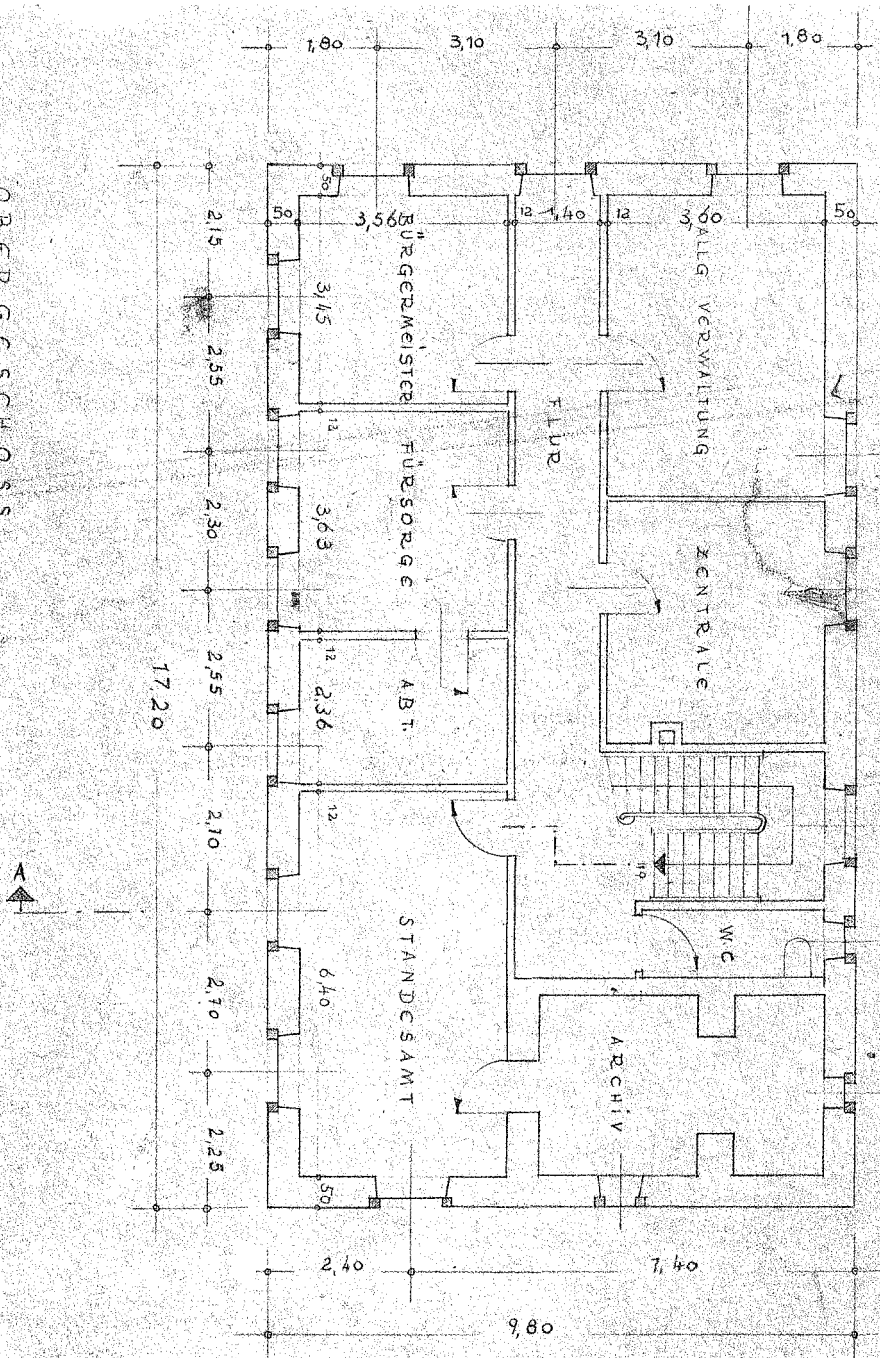 1,80 3,10 3,10 1,80
OBERGESCHOSS
50 3,56 12 1,40 12 3,60 50
50
BÜRGERMEISTER
3,45
12
FÜRSORGE
3,63
12
ABT.
2,36
12
STANDESAMT
6,40
50
FLUR
ALLG VERWALTUNG
ZENTRALE
WC
ARCHiV
2,15 2,55 2,30 2,55 2,70 2,70 2,25
17,20
A
2,40 7,40
9,80